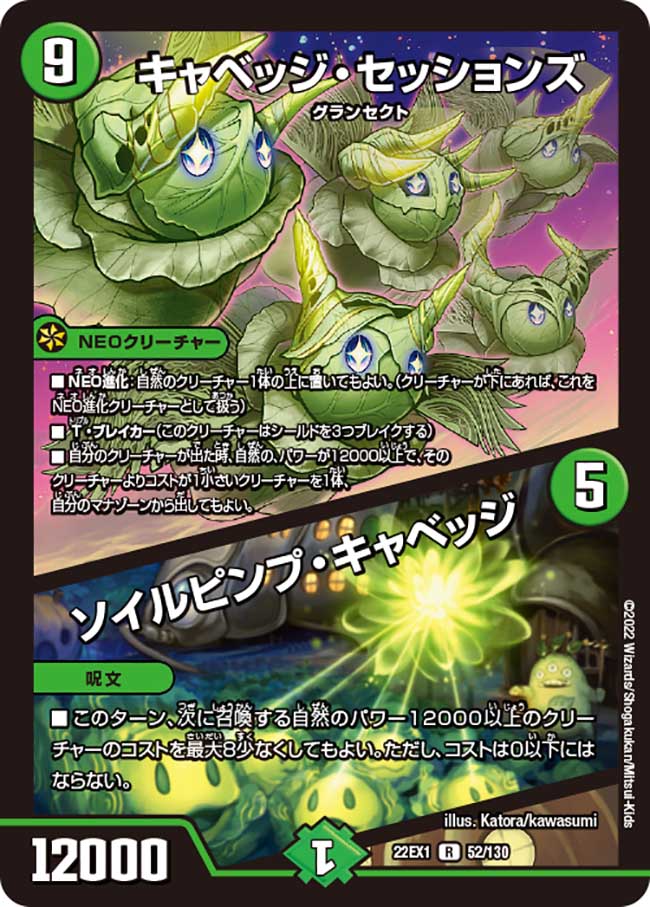 9
キャベッジ・セッションズ
グランセクト
NEOクリーチャー
■NEO進化:自然のクリーチャー1体の上に置いてもよい。(クリーチャーが下にあれば、これを
NEO進化クリーチャーとして扱う)
■T・ブレイカー(このクリーチャーはシールドを3つブレイクする)
■自分のクリーチャーが出た時、自然の、パワーが12000以上で、その
クリーチャーよりコストが1小さいクリーチャーを1体、
自分のマナゾーンから出してもよい。
5
ソイルピンプ・キャベッジ
呪文
■このターン、次に召喚する自然のパワー12000以上のクリー
チャーのコストを最大8少なくしてもよい。ただし、コストは0以下には
ならない。
©2022 Wizards/Shogakukan/Mitsui-Kids
illus. Katora/kawasumi
12000
1
22EX1 R 52/130